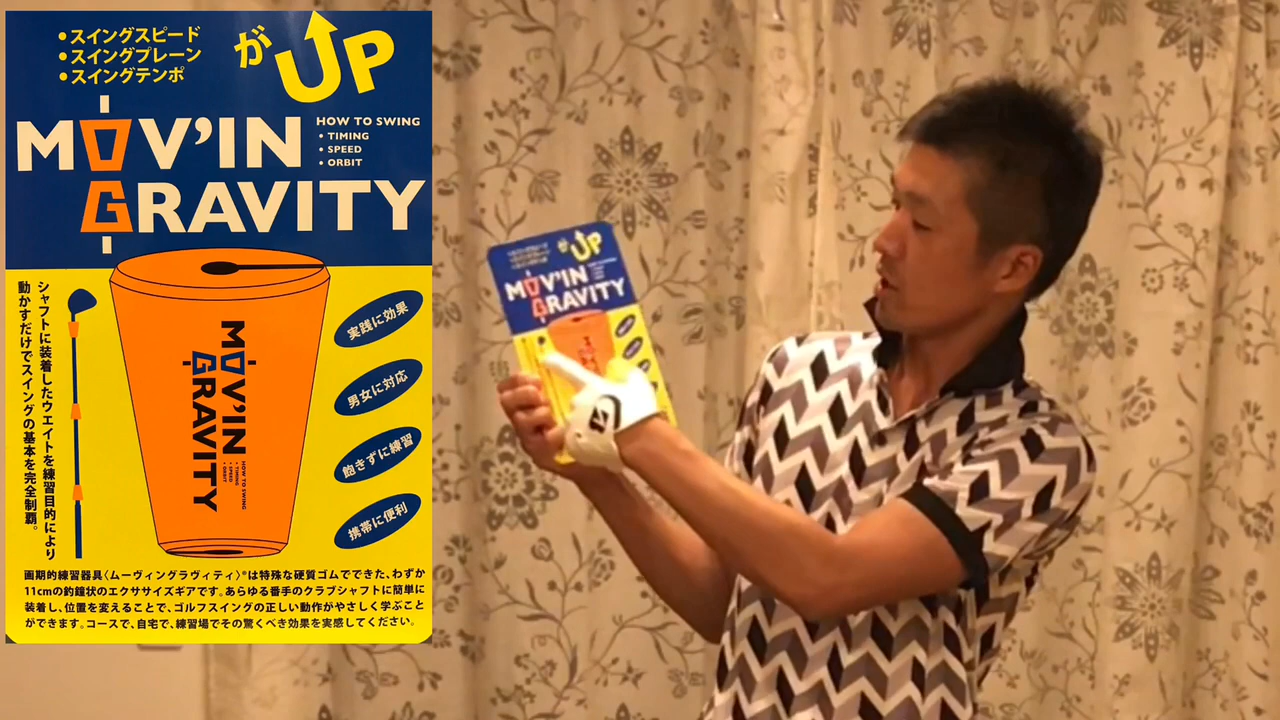 •スイングスピード
•スイングプレーン
•スイングテンポ
がUP
MOV'IN
GRAVITY
HOW TO SWING
• TIMING
• SPEED
• ORBIT
シャフトに装着したウエイトを練習目的により
動かすだけでスイングの基本を完全制覇。
MOV'IN
GRAVITY
HOW TO SWING
• TIMING
• SPEED
• ORBIT
実践に効果
男女に対応
飽きずに練習
携帯に便利
画期的練習器具〈ムーヴィングラヴィティ〉®は特殊な硬質ゴムでできた、わずか
11cmの釣鐘状のエクササイズギアです。あらゆる番手のクラブシャフトに簡単に
装着し、位置を変えることで、ゴルフスイングの正しい動作がやさしく学ぶこと
ができます。コースで、自宅で、練習場でその驚くべき効果を実感してください。
がUP
MOV'IN
GRAVITY